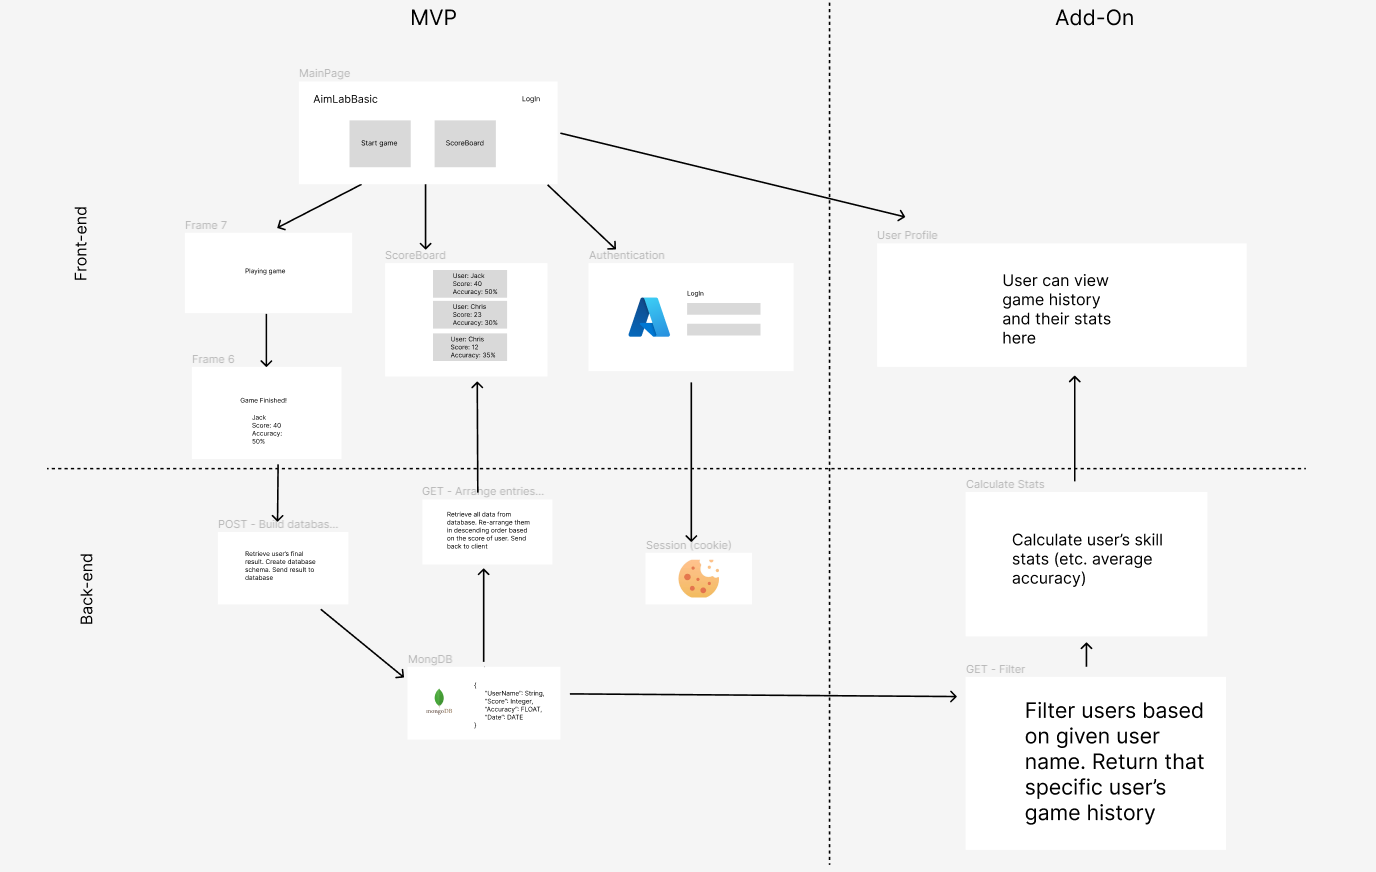 MVP
Add-On
Front-end
Back-end
MainPage
AimLabBasic
LogIn
Start game
ScoreBoard
Frame 7
Playing game
Frame 6
Game Finished!
Jack
Score: 40
Accuracy:
50%
ScoreBoard
User: Jack
Score: 40
Accuracy: 50%
User: Chris
Score: 23
Accuracy: 30%
User: Chris
Score: 12
Accuracy: 35%
Authentication
LogIn
User Profile
User can view
game history
and their stats
here
POST - Build databas...
Retrieve user's final
result. Create database
schema. Send result to
database
GET - Arrange entries...
Retrieve all data from
database. Re-arrange them
in descending order based
on the score of user. Send
back to client
Session (cookie)
MongDB
mongoDB
{
"UserName": String,
"Score": Integer,
"Accuracy": FLOAT,
"Date": DATE
}
Calculate Stats
Calculate user's skill
stats (etc. average
accuracy)
GET - Filter
Filter users based
on given user
name. Return that
specific user's
game history